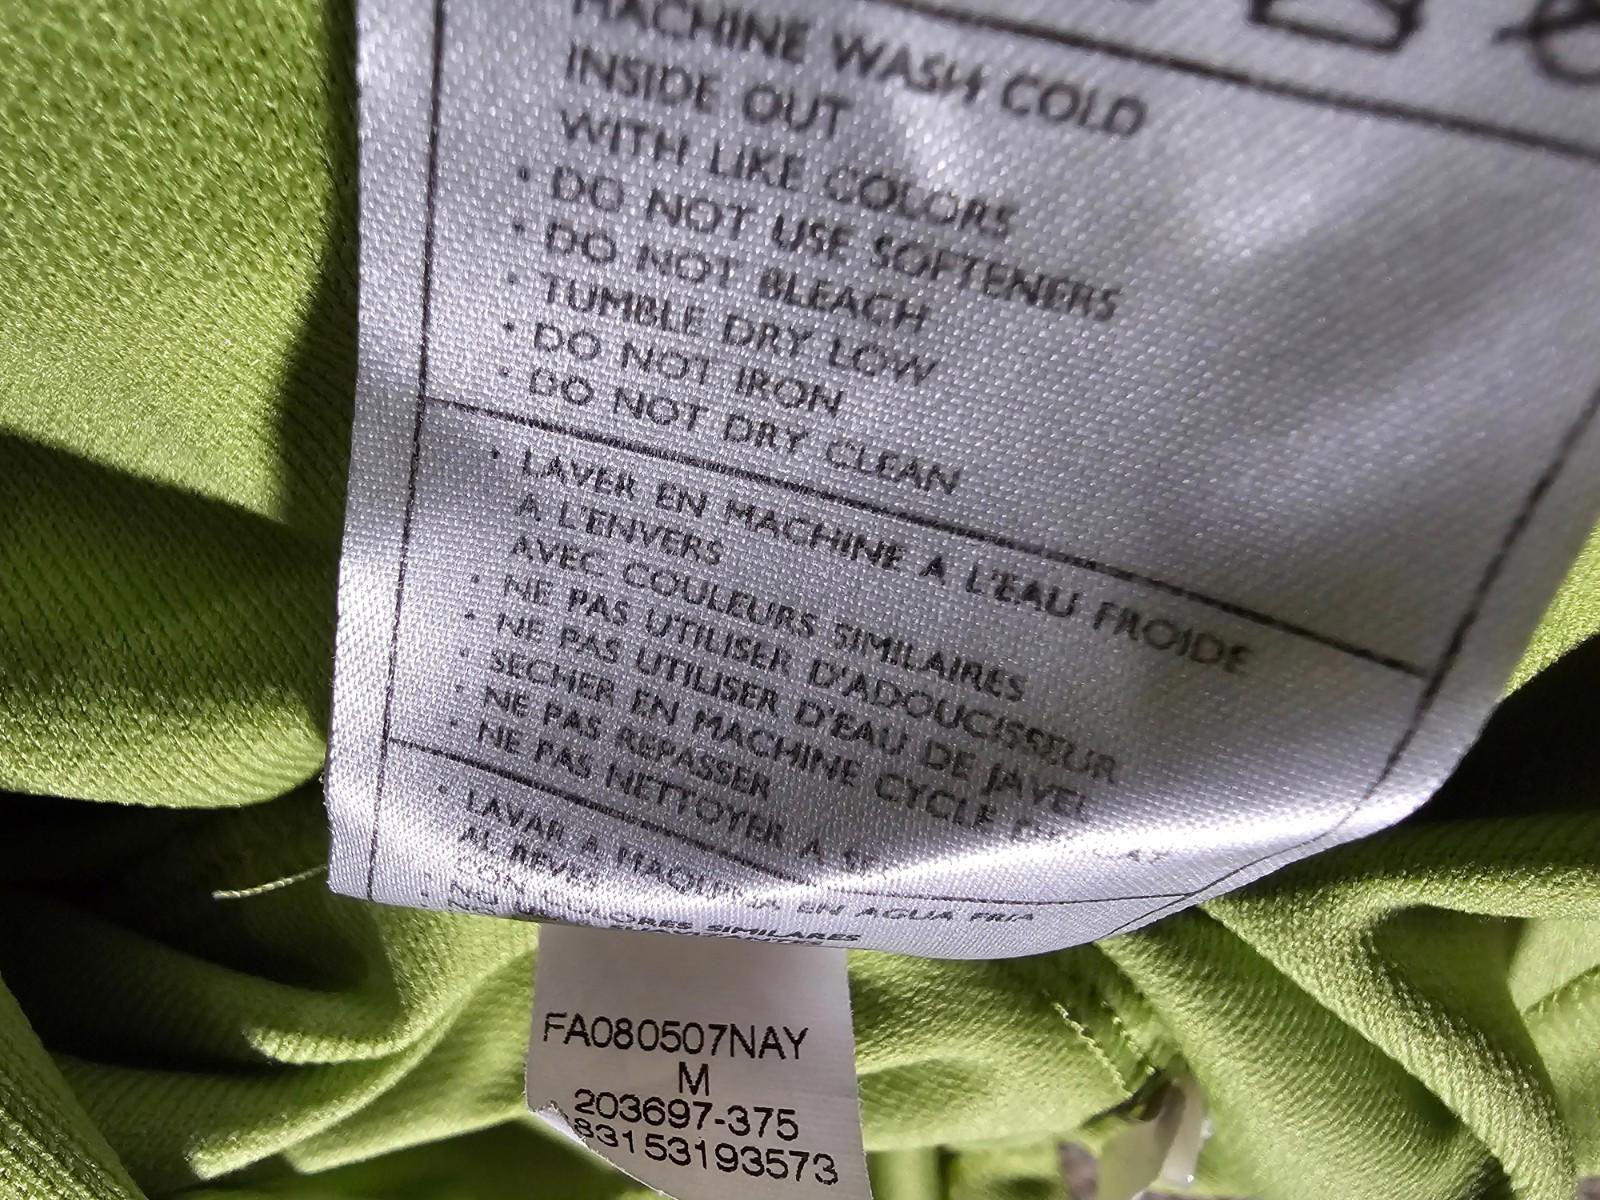 MACHINE WASH COLD
INSIDE OUT
WITH LIKE COLORS
· DO NOT USE SOFTENERS
· DO NOT BLEACH
· TUMBLE DRY LOW
· DO NOT IRON
· DO NOT DRY CLEAN
· LAVER EN MACHINE A L'EAU FROIDE
A L'ENVERS
AVEC COULEURS SIMILAIRES
· NE PAS UTILISER D'ADOUCISSEUR
· NE PAS UTILISER D'EAU DE JAVEL
· SECHER EN MACHINE CYCLE
· NE PAS REPASSER
· NE PAS NETTOYER A
· LAVAR A MAQUINA EN AGUA FRIA
AL REVES
CON COLORES SIMILARES
FA080507NAY
M
203697-375
83153193573